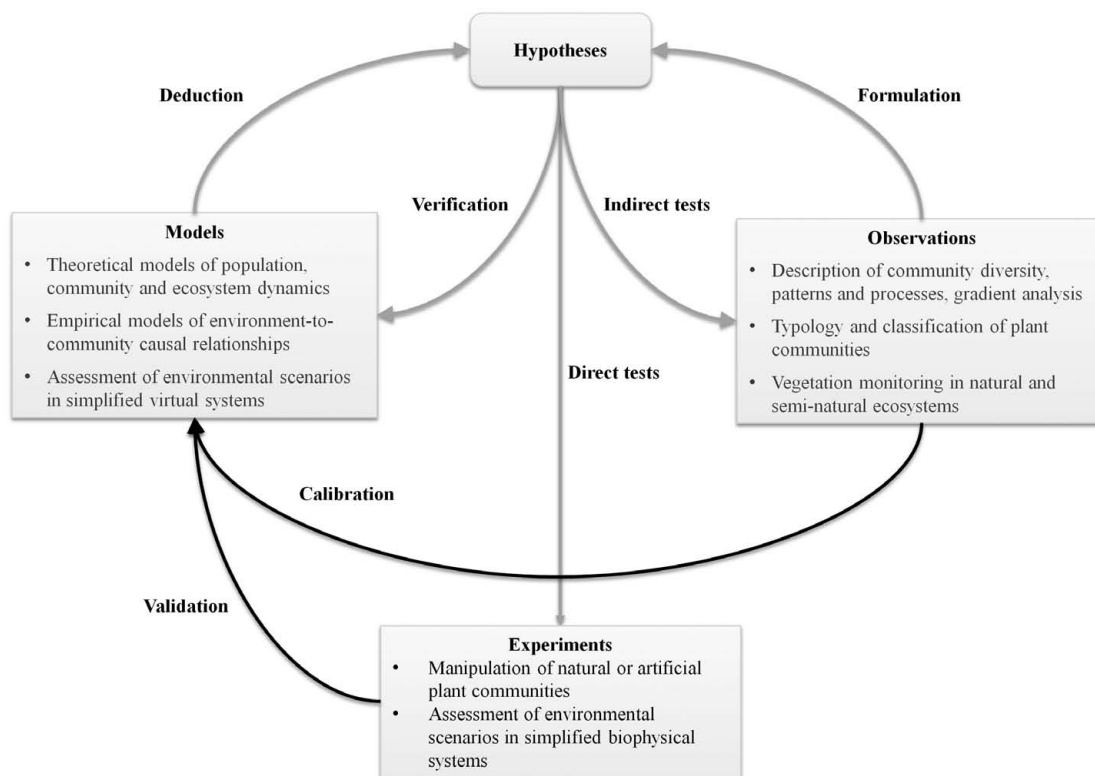 Hypotheses
Deduction
Formulation
Verification
Indirect tests
Models
• Theoretical models of population,
community and ecosystem dynamics
• Empirical models of environment-to-
community causal relationships
• Assessment of environmental scenarios
in simplified virtual systems
Observations
• Description of community diversity,
patterns and processes, gradient analysis
• Typology and classification of plant
communities
• Vegetation monitoring in natural and
semi-natural ecosystems
Direct tests
Calibration
Validation
Experiments
• Manipulation of natural or artificial
plant communities
• Assessment of environmental
scenarios in simplified biophysical
systems